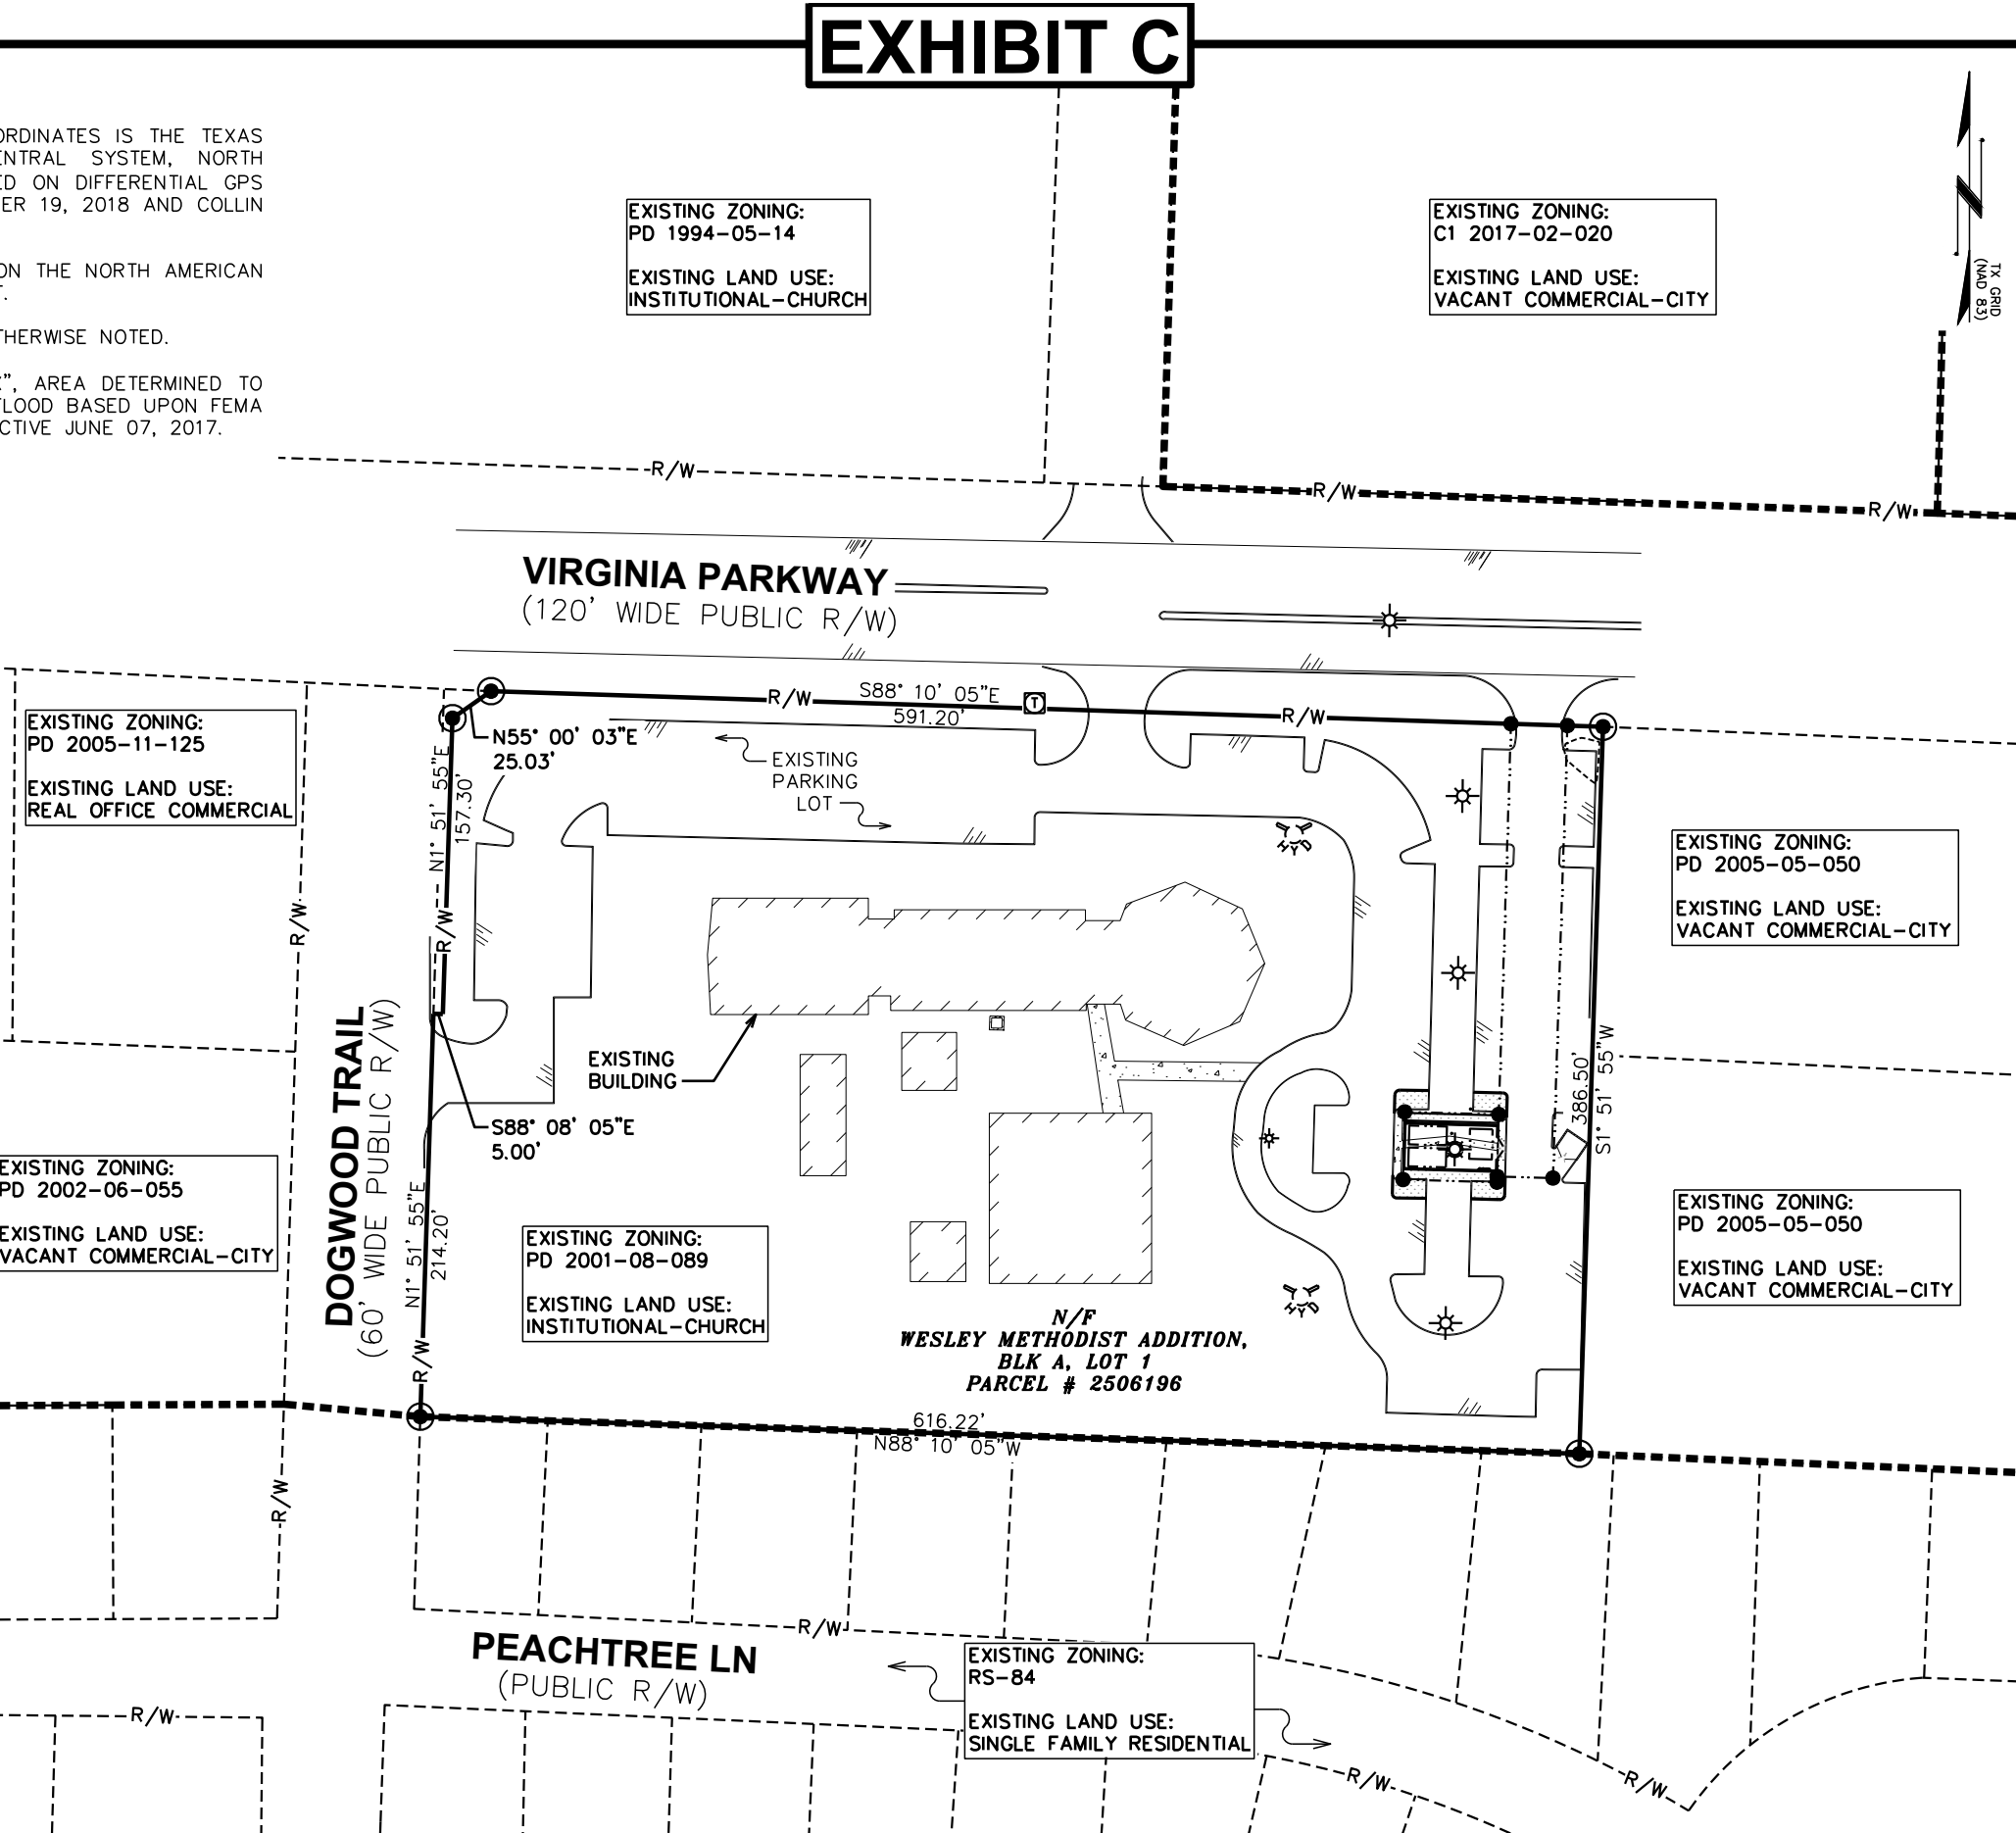 EXHIBIT C
ORDINATES IS THE TEXAS
ENTRAL SYSTEM, NORTH
ED ON DIFFERENTIAL GPS
ER 19, 2018 AND COLLIN
ON THE NORTH AMERICAN
THERWISE NOTED.
", AREA DETERMINED TO
FLOOD BASED UPON FEMA
CTIVE JUNE 07, 2017.
EXISTING ZONING:
PD 1994-05-14
EXISTING LAND USE:
INSTITUTIONAL-CHURCH
EXISTING ZONING:
C1 2017-02-020
EXISTING LAND USE:
VACANT COMMERCIAL-CITY
TX GRID
(NAD 83)
R/W
R/W
R/W
VIRGINIA PARKWAY
(120' WIDE PUBLIC R/W)
EXISTING ZONING:
PD 2005-11-125
EXISTING LAND USE:
REAL OFFICE COMMERCIAL
R/W
S88° 10' 05"E
591.20'
T
R/W
N55° 00' 03"E
25.03'
N1° 51' 55"E
157.30'
EXISTING
PARKING
LOT
HYD
R/W
R/W
EXISTING ZONING:
PD 2005-05-050
EXISTING LAND USE:
VACANT COMMERCIAL-CITY
DOGWOOD TRAIL
(60' WIDE PUBLIC R/W)
EXISTING
BUILDING
S88° 08' 05"E
5.00'
386.50'
S1° 51' 55"W
EXISTING ZONING:
PD 2002-06-055
EXISTING LAND USE:
VACANT COMMERCIAL-CITY
N1° 51' 55"E
214.20'
R/W
EXISTING ZONING:
PD 2001-08-089
EXISTING LAND USE:
INSTITUTIONAL-CHURCH
HYD
EXISTING ZONING:
PD 2005-05-050
EXISTING LAND USE:
VACANT COMMERCIAL-CITY
N/F
WESLEY METHODIST ADDITION,
BLK A, LOT 1
PARCEL # 2506196
616.22'
N88° 10' 05"W
R/W
R/W
PEACHTREE LN
(PUBLIC R/W)
EXISTING ZONING:
RS-84
EXISTING LAND USE:
SINGLE FAMILY RESIDENTIAL
R/W
R/W
R/W